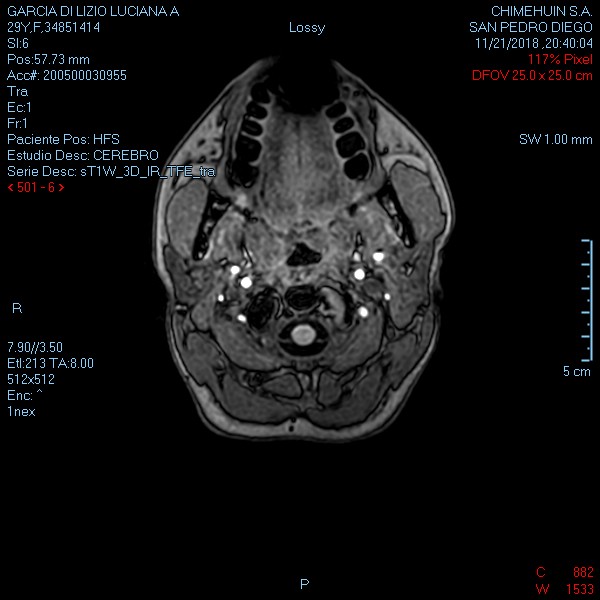 GARCIA DI LIZIO LUCIANA A
29Y,F,34851414
Sl:6
Pos:57.73 mm
Acc#: 200500030955
Tra
Ec:1
Fr:1
Paciente Pos: HFS
Estudio Desc: CEREBRO
Serie Desc: sT1W_3D_IR_TFE_tra
< 501 - 6 >
Lossy
CHIMEHUIN S.A.
SAN PEDRO DIEGO
11/21/2018 ,20:40:04
117% Pixel
DFOV 25.0 x 25.0 cm
SW 1.00 mm
R
7.90//3.50
Etl:213 TA:8.00
512x512
Enc: ^
1nex
5 cm
P
C 882
W 1533